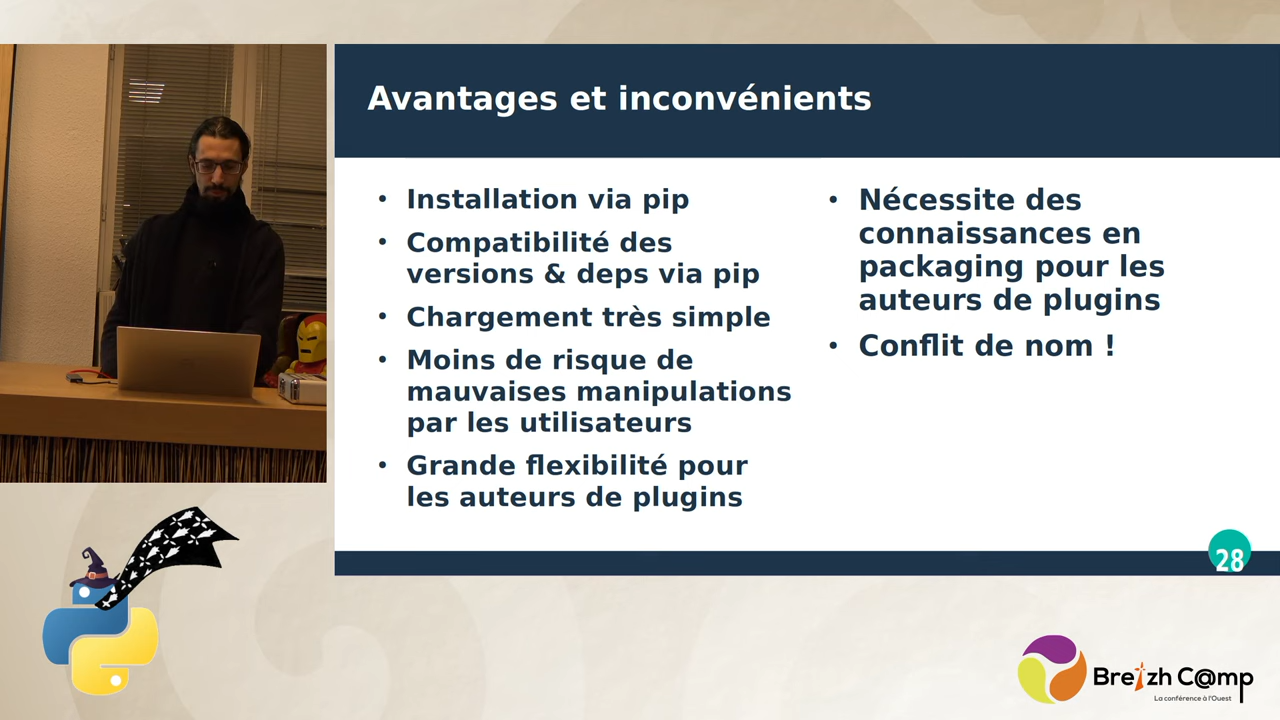 Avantages et inconvénients
• Installation via pip
• Compatibilité des
versions & deps via pip
• Chargement très simple
• Moins de risque de
mauvaises manipulations
par les utilisateurs
• Grande flexibilité pour
les auteurs de plugins
• Nécessite des
connaissances en
packaging pour les
auteurs de plugins
• Conflit de nom !
28
Breizh C@mp
La conférence à l'Ouest